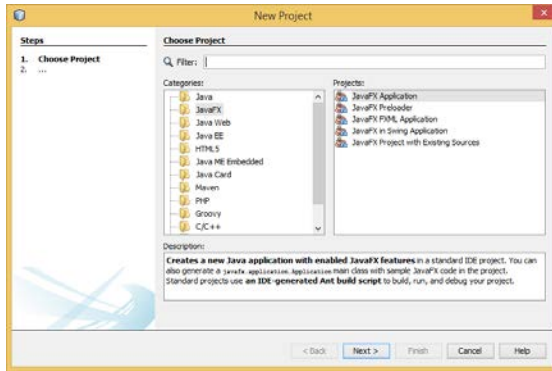 New Project
Steps
1. Choose Project
2. ...
Choose Project
Filter:
Categories:
Java
JavaFX
Java Web
Java EE
HTML5
Java ME Embedded
Java Card
Maven
PHP
Groovy
C/C++
Projects:
JavaFX Application
JavaFX Preloader
JavaFX FXML Application
JavaFX in Swing Application
JavaFX Project with Existing Sources
Description:
Creates a new Java application with enabled JavaFX features in a standard IDE project. You can
also generate a javafx.application.Application main class with sample JavaFX code in the project.
Standard projects use an IDE-generated Ant build script to build, run, and debug your project.
< Back Next > Finish Cancel Help